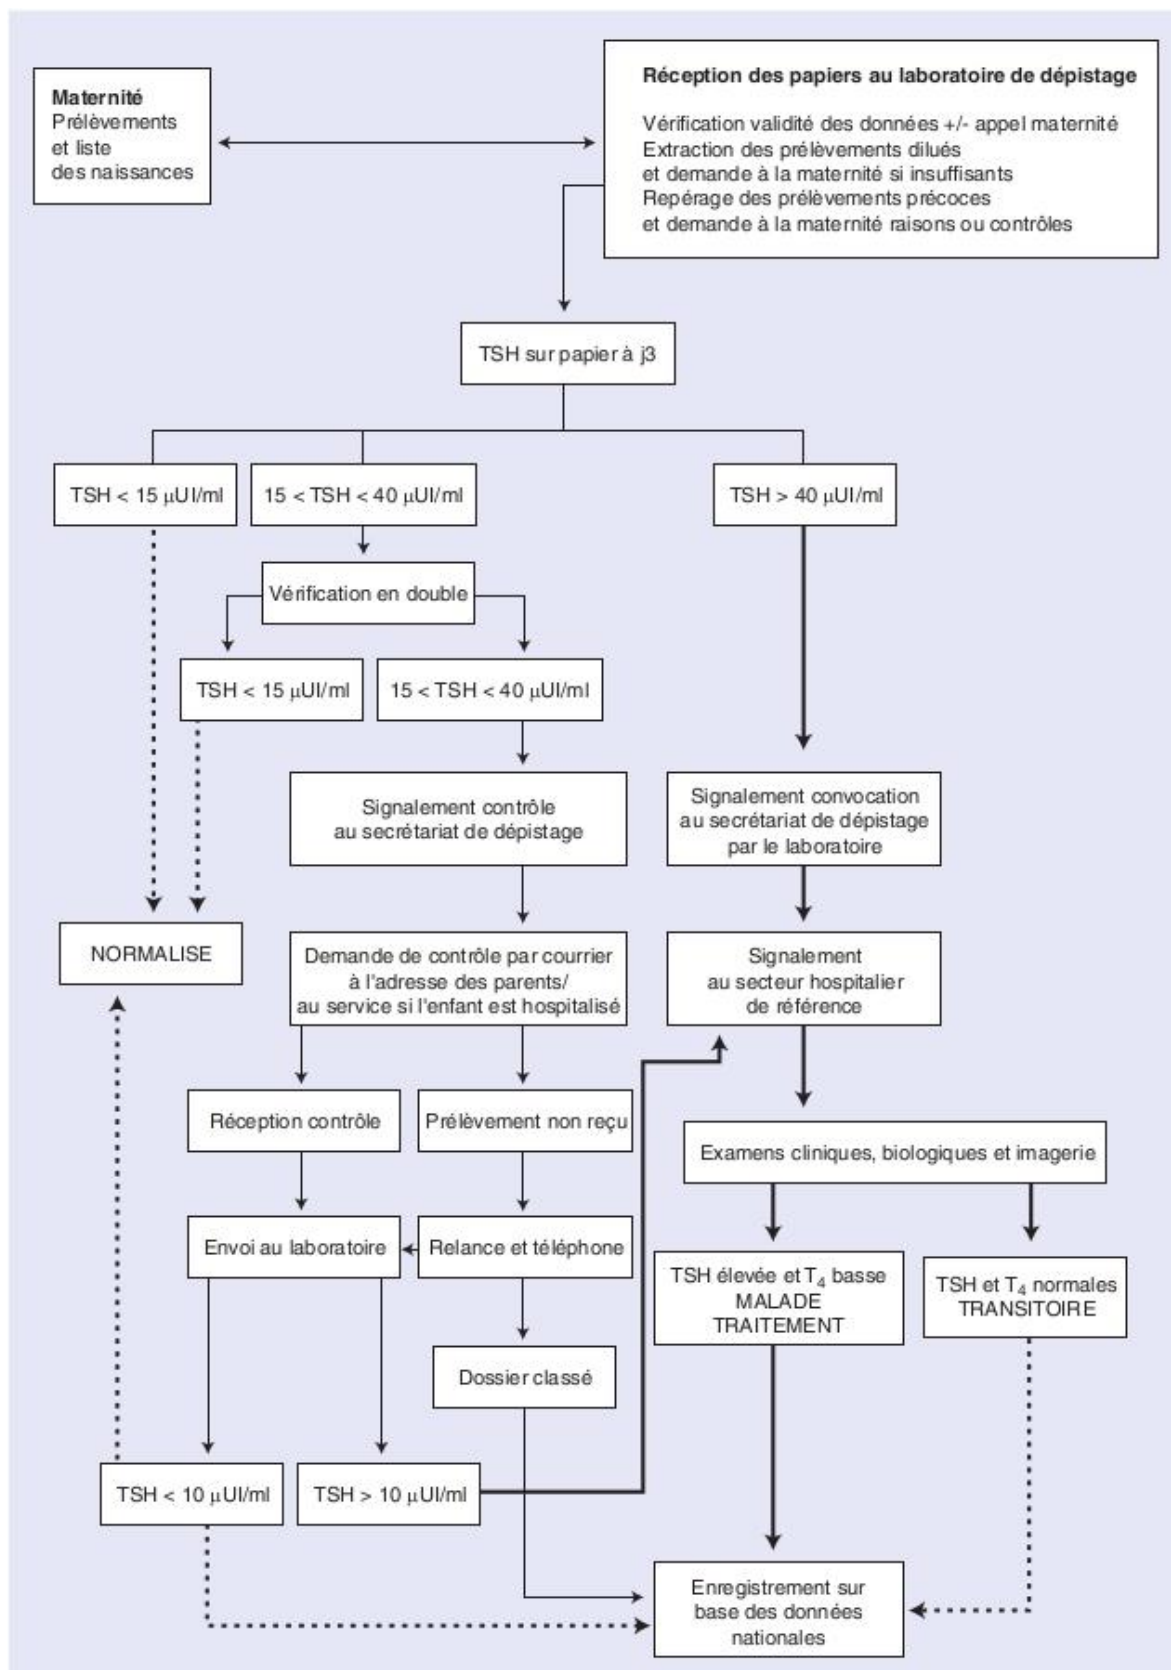 Maternité
Prélèvements
et liste
des naissances
Réception des papiers au laboratoire de dépistage
Vérification validité des données +/- appel maternité
Extraction des prélèvements dilués
et demande à la maternité si insuffisants
Repérage des prélèvements précoces
et demande à la maternité raisons ou contrôles
TSH sur papier à j3
TSH < 15 µUI/ml
15 < TSH < 40 µUI/ml
TSH > 40 µUI/ml
Vérification en double
TSH < 15 µUI/ml
15 < TSH < 40 µUI/ml
Signalement contrôle
au secrétariat de dépistage
Signalement convocation
au secrétariat de dépistage
par le laboratoire
NORMALISE
Demande de contrôle par courrier
à l'adresse des parents/
au service si l'enfant est hospitalisé
Signalement
au secteur hospitalier
de référence
Réception contrôle
Prélèvement non reçu
Examens cliniques, biologiques et imagerie
Envoi au laboratoire
Relance et téléphone
TSH élevée et T₄ basse
MALADE
TRAITEMENT
TSH et T₄ normales
TRANSITOIRE
Dossier classé
TSH < 10 µUI/ml
TSH > 10 µUI/ml
Enregistrement sur
base des données
nationales